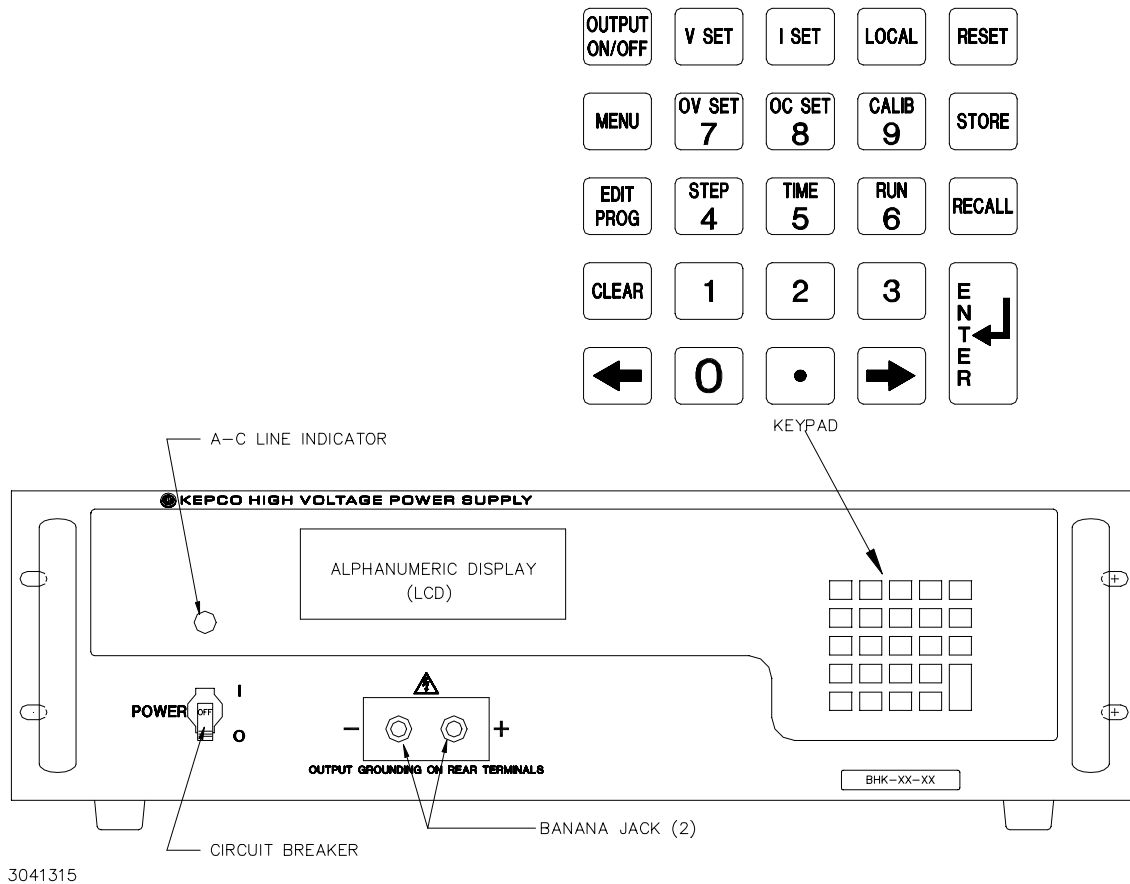 OUTPUT ON/OFF
V SET
I SET
LOCAL
RESET
MENU
OV SET 7
OC SET 8
CALIB 9
STORE
EDIT PROG
STEP 4
TIME 5
RUN 6
RECALL
CLEAR
1
2
3
ENTER
0
.
KEYPAD
A-C LINE INDICATOR
KEPCO HIGH VOLTAGE POWER SUPPLY
ALPHANUMERIC DISPLAY
(LCD)
POWER
OFF
I
O
-
+
OUTPUT GROUNDING ON REAR TERMINALS
BHK-XX-XX
BANANA JACK (2)
CIRCUIT BREAKER
3041315